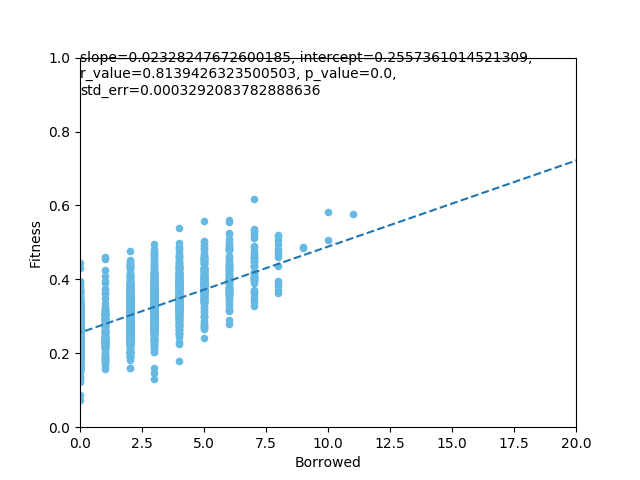 slope=0.02328247672600185, intercept=0.2557361014521309,
r_value=0.8139426323500503, p_value=0.0,
std_err=0.0003292083782888636
1.0
0.8
0.6
0.4
0.2
0.0
Fitness
0.0 2.5 5.0 7.5 10.0 12.5 15.0 17.5 20.0
Borrowed